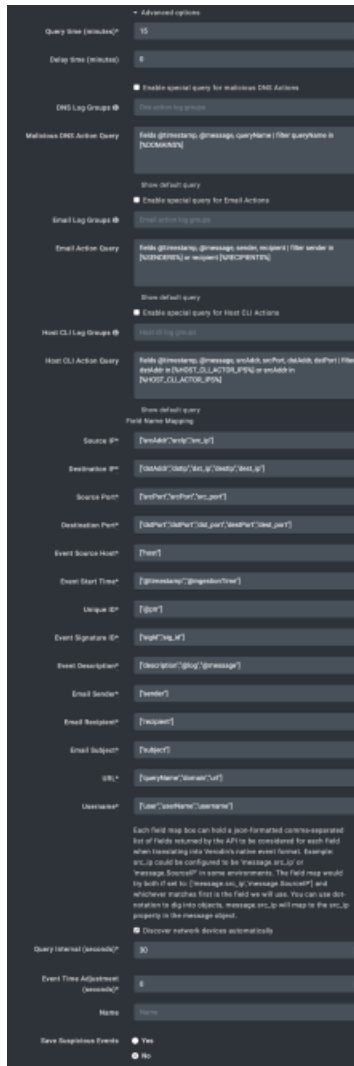 Advanced options
Query time (minutes)* 15
Delay time (minutes) 0
Enable special query for malicious DNS Actions
DNS Log Groups Dns action log groups
Malicious DNS Action Query fields @timestamp, @message, queryName | filter queryName in
[%DOMAINS%]
Show default query
Enable special query for Email Actions
Email Log Groups Email action log groups
Email Action Query fields @timestamp, @message, sender, recipient | filter sender in
[%SENDERS%] or recipient [%RECIPIENTS%]
Show default query
Enable special query for Host CLI Actions
Host CLI Log Groups Host cli log groups
Host CLI Action Query fields @timestamp, @message, srcAddr, srcPort, dstAddr, dstPort | filter
dstAddr in [%HOST_CLI_ACTOR_IPS%] or srcAddr in
[%HOST_CLI_ACTOR_IPS%]
Show default query
Field Name Mapping
Source IP* ["srcAddr","srcIp","src_ip"]
Destination IP* ["dstAddr","dstIp","dst_ip","destIp","dest_ip"]
Source Port* ["srcPort","srcPort","src_port"]
Destination Port* ["dstPort","dstPort","dst_port","destPort","dest_port"]
Event Source Host* ["host"]
Event Start Time* ["@timestamp","@ingestionTime"]
Unique ID* ["@ptr"]
Event Signature ID* ["sigId","sig_id"]
Event Description* ["description","@log","@message"]
Email Sender* ["sender"]
Email Recipient* ["recipient"]
Email Subject* ["subject"]
URL* ["queryName","domain","url"]
Username* ["user","userName","username"]
Each field map box can hold a json-formatted comma-separated
list of fields returned by the API to be considered for each field
when translating into Verodin's native event format. Example:
src_ip could be configured to be 'message.src_ip' or
'message.SourceIP' in some environments. The field map would
try both if set to: ['message.src_ip','message.SourceIP'] and
whichever matches first is the field we will use. You can use dot-
notation to dig into objects, message.src_ip will map to the src_ip
property in the message object.
Discover network devices automatically
Query Interval (seconds)* 30
Event Time Adjustment
(seconds)* 0
Name Name
Save Suspicious Events Yes
No